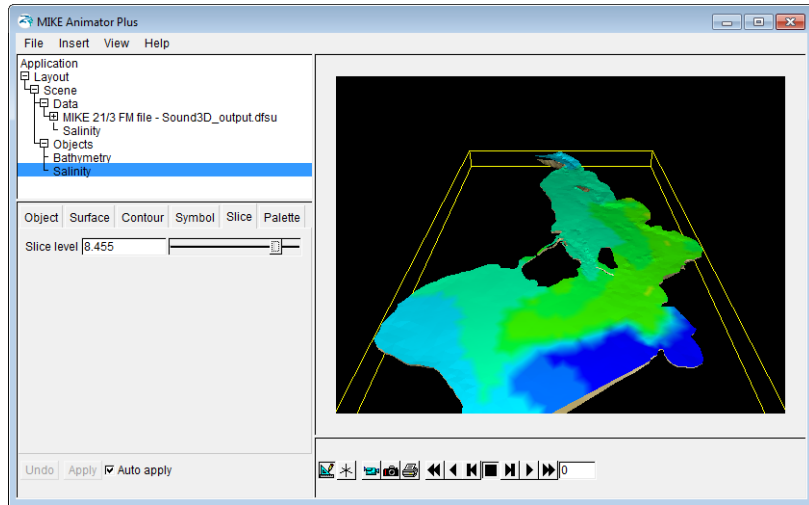 MIKE Animator Plus
File Insert View Help
Application
Layout
Scene
Data
MIKE 21/3 FM file - Sound3D_output.dfsu
Salinity
Objects
Bathymetry
Salinity
Object Surface Contour Symbol Slice Palette
Slice level 8.455
Undo Apply Auto apply
0